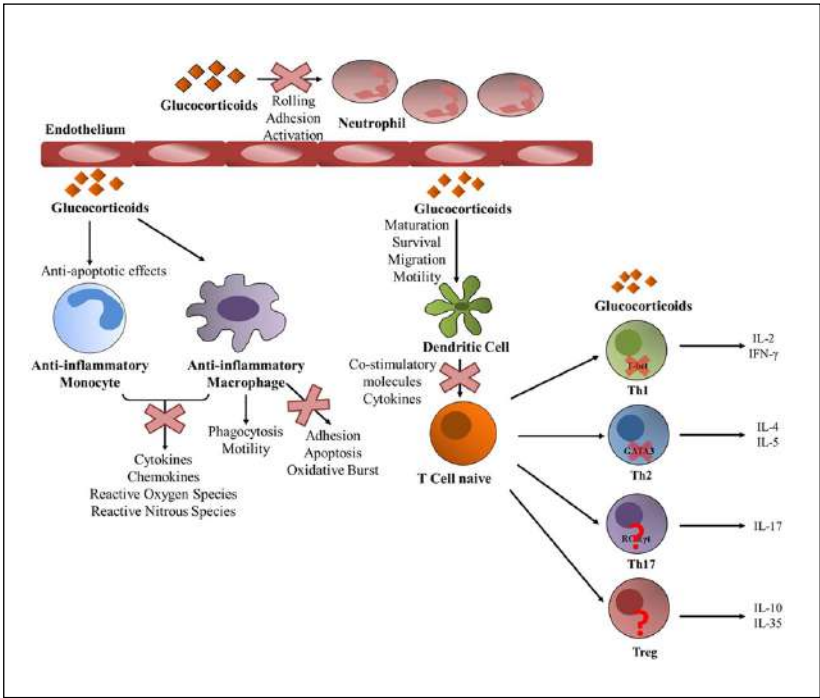 Glucocorticoids
Rolling
Adhesion
Activation
Neutrophil
Endothelium
Glucocorticoids
Anti-apoptotic effects
Anti-inflammatory
Monocyte
Anti-inflammatory
Macrophage
Cytokines
Chemokines
Reactive Oxygen Species
Reactive Nitrous Species
Phagocytosis
Motility
Adhesion
Apoptosis
Oxidative Burst
Glucocorticoids
Maturation
Survival
Migration
Motility
Dendritic Cell
Co-stimulatory
molecules
Cytokines
T Cell naive
Glucocorticoids
T-bet
Th1
IL-2
IFN-γ
GATA3
Th2
IL-4
IL-5
?
Th17
IL-17
?
Treg
IL-10
IL-35